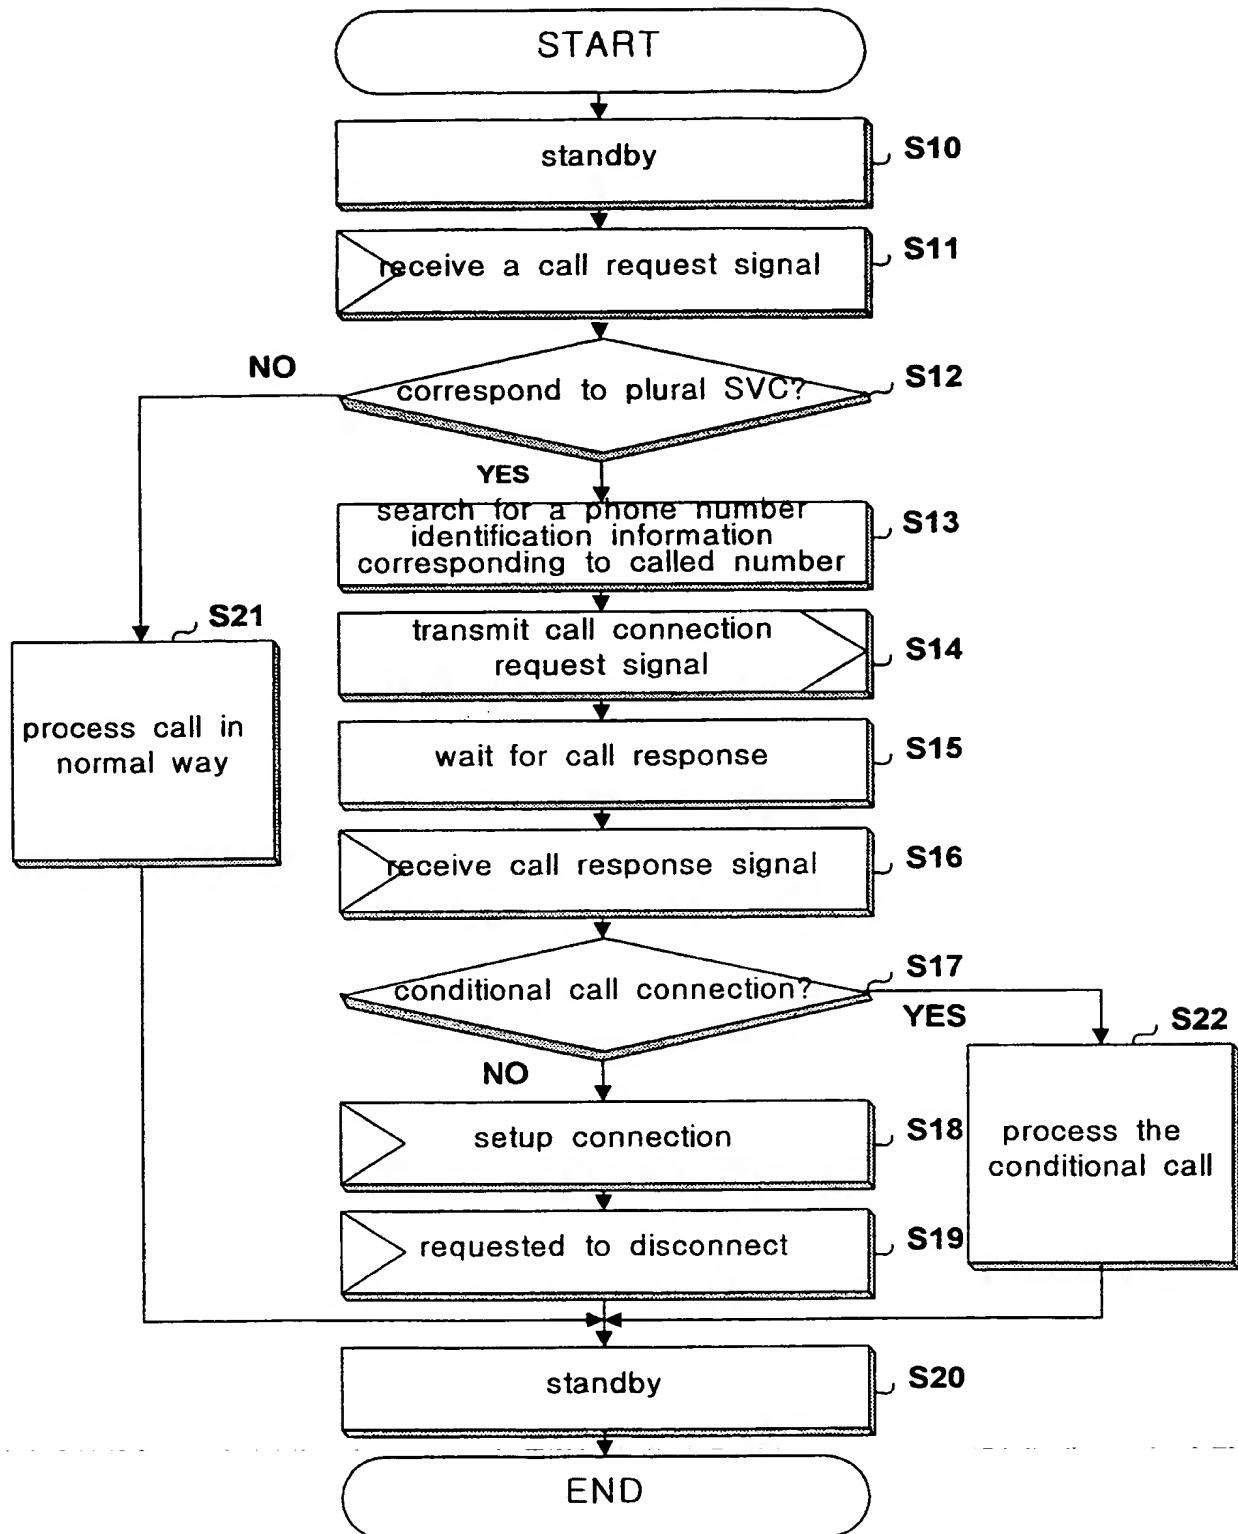 START
standby
S10
receive a call request signal
S11
NO
correspond to plural SVC?
S12
YES
search for a phone number
identification information
corresponding to called number
S13
S21
process call in
normal way
transmit call connection
request signal
S14
wait for call response
S15
receive call response signal
S16
conditional call connection?
S17
YES
S22
process the
conditional call
NO
setup connection
S18
requested to disconnect
S19
standby
S20
END